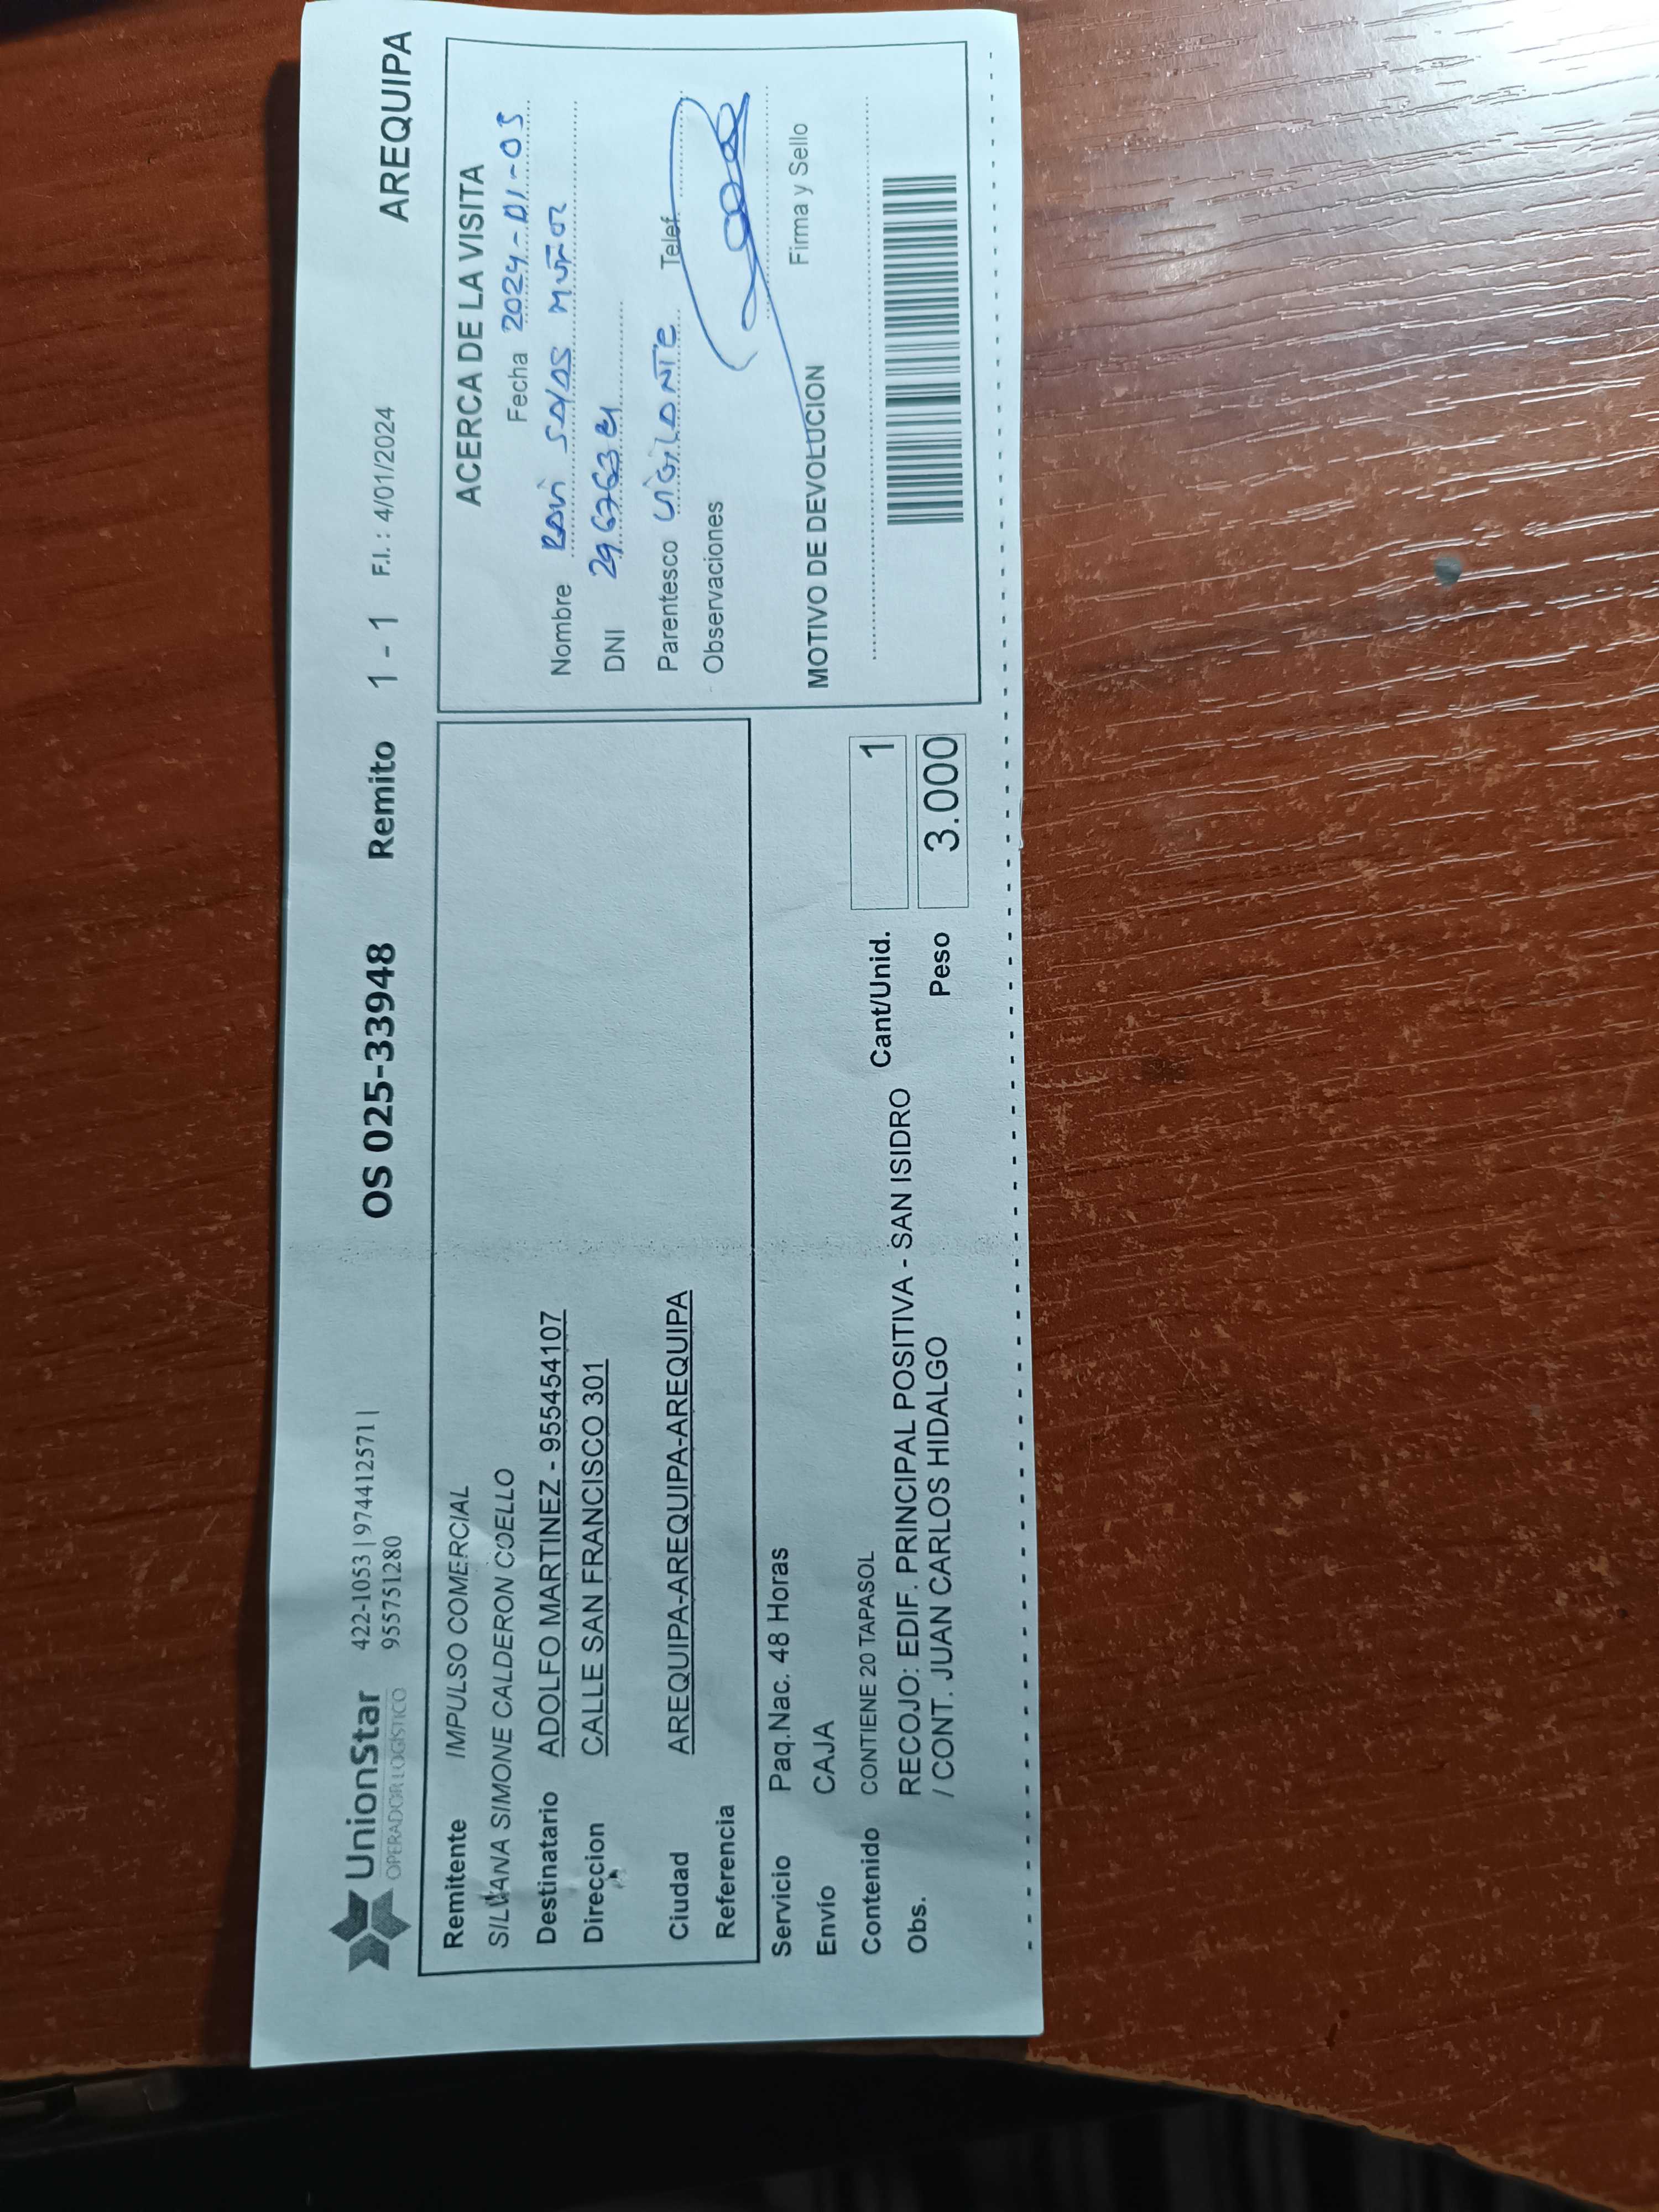 UnionStar
OPERADOR LOGÍSTICO
422-1053 | 974412571 |
955751280
OS 025-33948 Remito 1 - 1 F.I. : 4/01/2024 AREQUIPA
Remitente IMPULSO COMERCIAL
SILVANA SIMONE CALDERON COELLO
Destinatario ADOLFO MARTINEZ - 955454107
Direccion CALLE SAN FRANCISCO 301
Ciudad AREQUIPA-AREQUIPA-AREQUIPA
Referencia
Servicio Paq.Nac. 48 Horas
Envío CAJA
Contenido CONTIENE 20 TAPASOL
Obs. RECOJO: EDIF. PRINCIPAL POSITIVA - SAN ISIDRO
/ CONT. JUAN CARLOS HIDALGO
Cant/Unid. 1
Peso 3.000
ACERCA DE LA VISITA
Fecha 2024-01-05
Nombre Muñoz
DNI
Parentesco VIGILANTE Telef.
Observaciones
Firma y Sello
MOTIVO DE DEVOLUCION